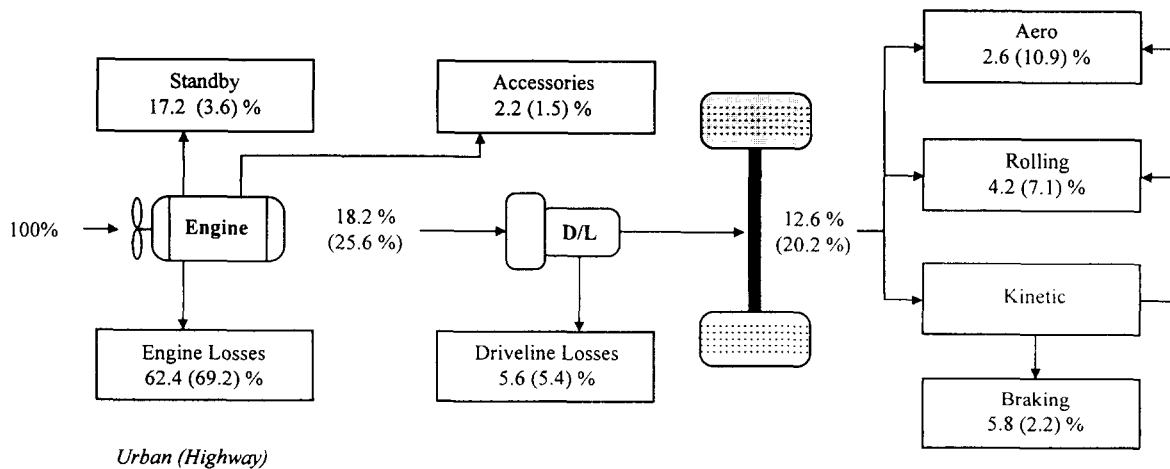 Standby
17.2 (3.6) %
Accessories
2.2 (1.5) %
Aero
2.6 (10.9) %
Rolling
4.2 (7.1) %
100%
Engine
18.2 %
(25.6 %)
D/L
12.6 %
(20.2 %)
Kinetic
Engine Losses
62.4 (69.2) %
Driveline Losses
5.6 (5.4) %
Braking
5.8 (2.2) %
Urban (Highway)